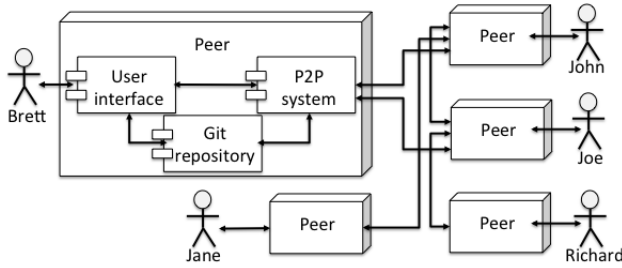 Peer
User
interface
P2P
system
Git
repository
Brett
Peer
John
Peer
Joe
Peer
Jane
Peer
Richard